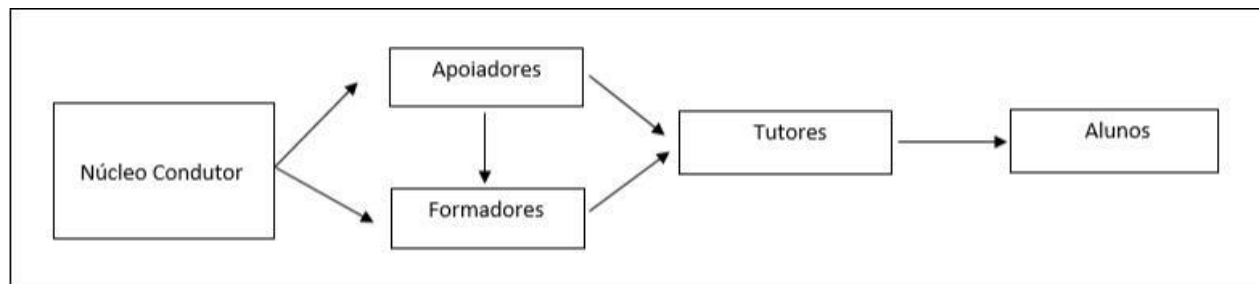 Apoiadores
Núcleo Condutor
Tutores
Alunos
Formadores